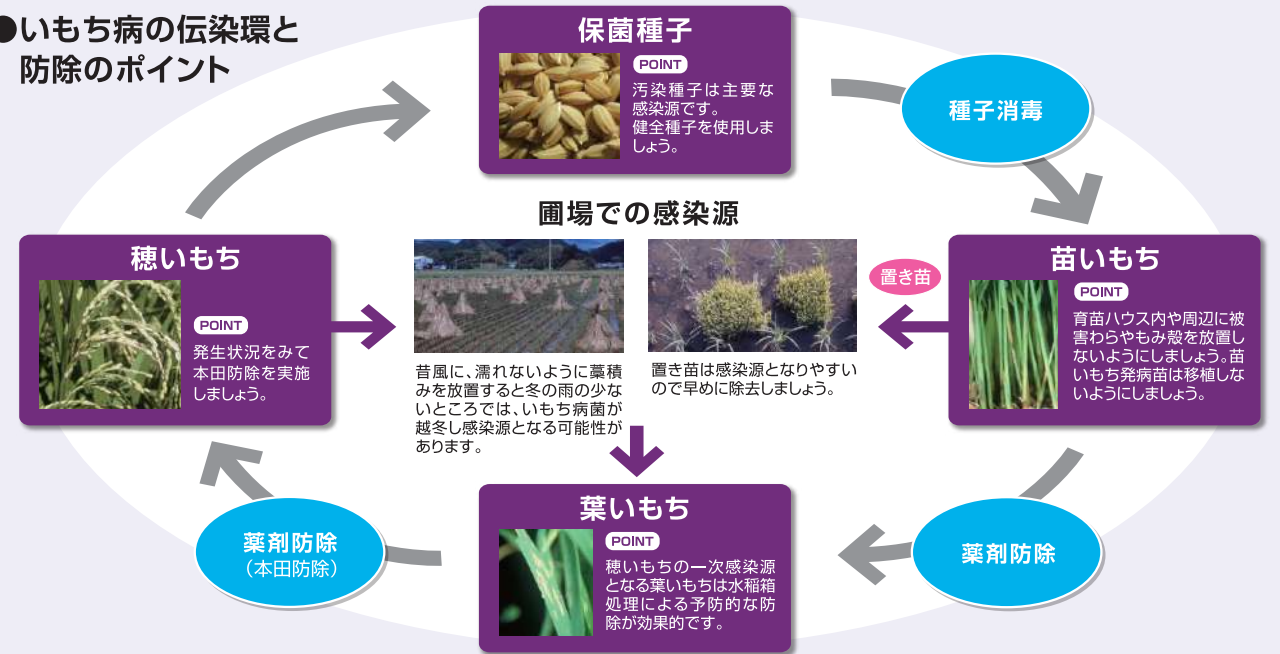 ●いもち病の伝染環と
防除のポイント
保菌種子
POINT
汚染種子は主要な
感染源です。
健全種子を使用しま
しょう。
種子消毒
圃場での感染源
穂いもち
POINT
発生状況をみて
本田防除を実施
しましょう。
昔風に、濡れないように藁積
みを放置すると冬の雨の少な
いところでは、いもち病菌が
越冬し感染源となる可能性が
あります。
置き苗は感染源となりやすい
ので早めに除去しましょう。
置き苗
苗いもち
POINT
育苗ハウス内や周辺に被
害わらやもみ殻を放置し
ないようにしましょう。苗
いもち発病苗は移植しな
いようにしましょう。
薬剤防除
（本田防除）
葉いもち
POINT
穂いもちの一次感染源
となる葉いもちは水稲箱
処理による予防的な防
除が効果的です。
薬剤防除